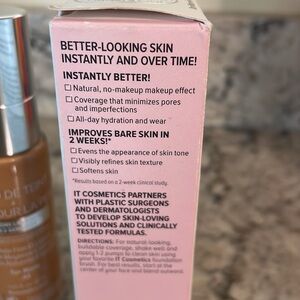 BETTER-LOOKING SKIN
INSTANTLY AND OVER TIME!
INSTANTLY BETTER!
☐ Natural, no-makeup makeup effect
☐ Coverage that minimizes pores
and imperfections
☐ All-day hydration and wear
IMPROVES BARE SKIN IN
2 WEEKS!*
☐ Evens the appearance of skin tone
☐ Visibly refines skin texture
☐ Softens skin
*Results based on a 2-week clinical study.
IT COSMETICS PARTNERS
WITH PLASTIC SURGEONS
AND DERMATOLOGISTS
TO DEVELOP SKIN-LOVING
SOLUTIONS AND CLINICALLY
TESTED FORMULAS.
DIRECTIONS: For natural-looking,
buildable coverage, shake well and
apply 1-2 pumps to clean skin using
your favorite IT Cosmetics foundation
brush. For best results, start at the
center of your face and blend outward.